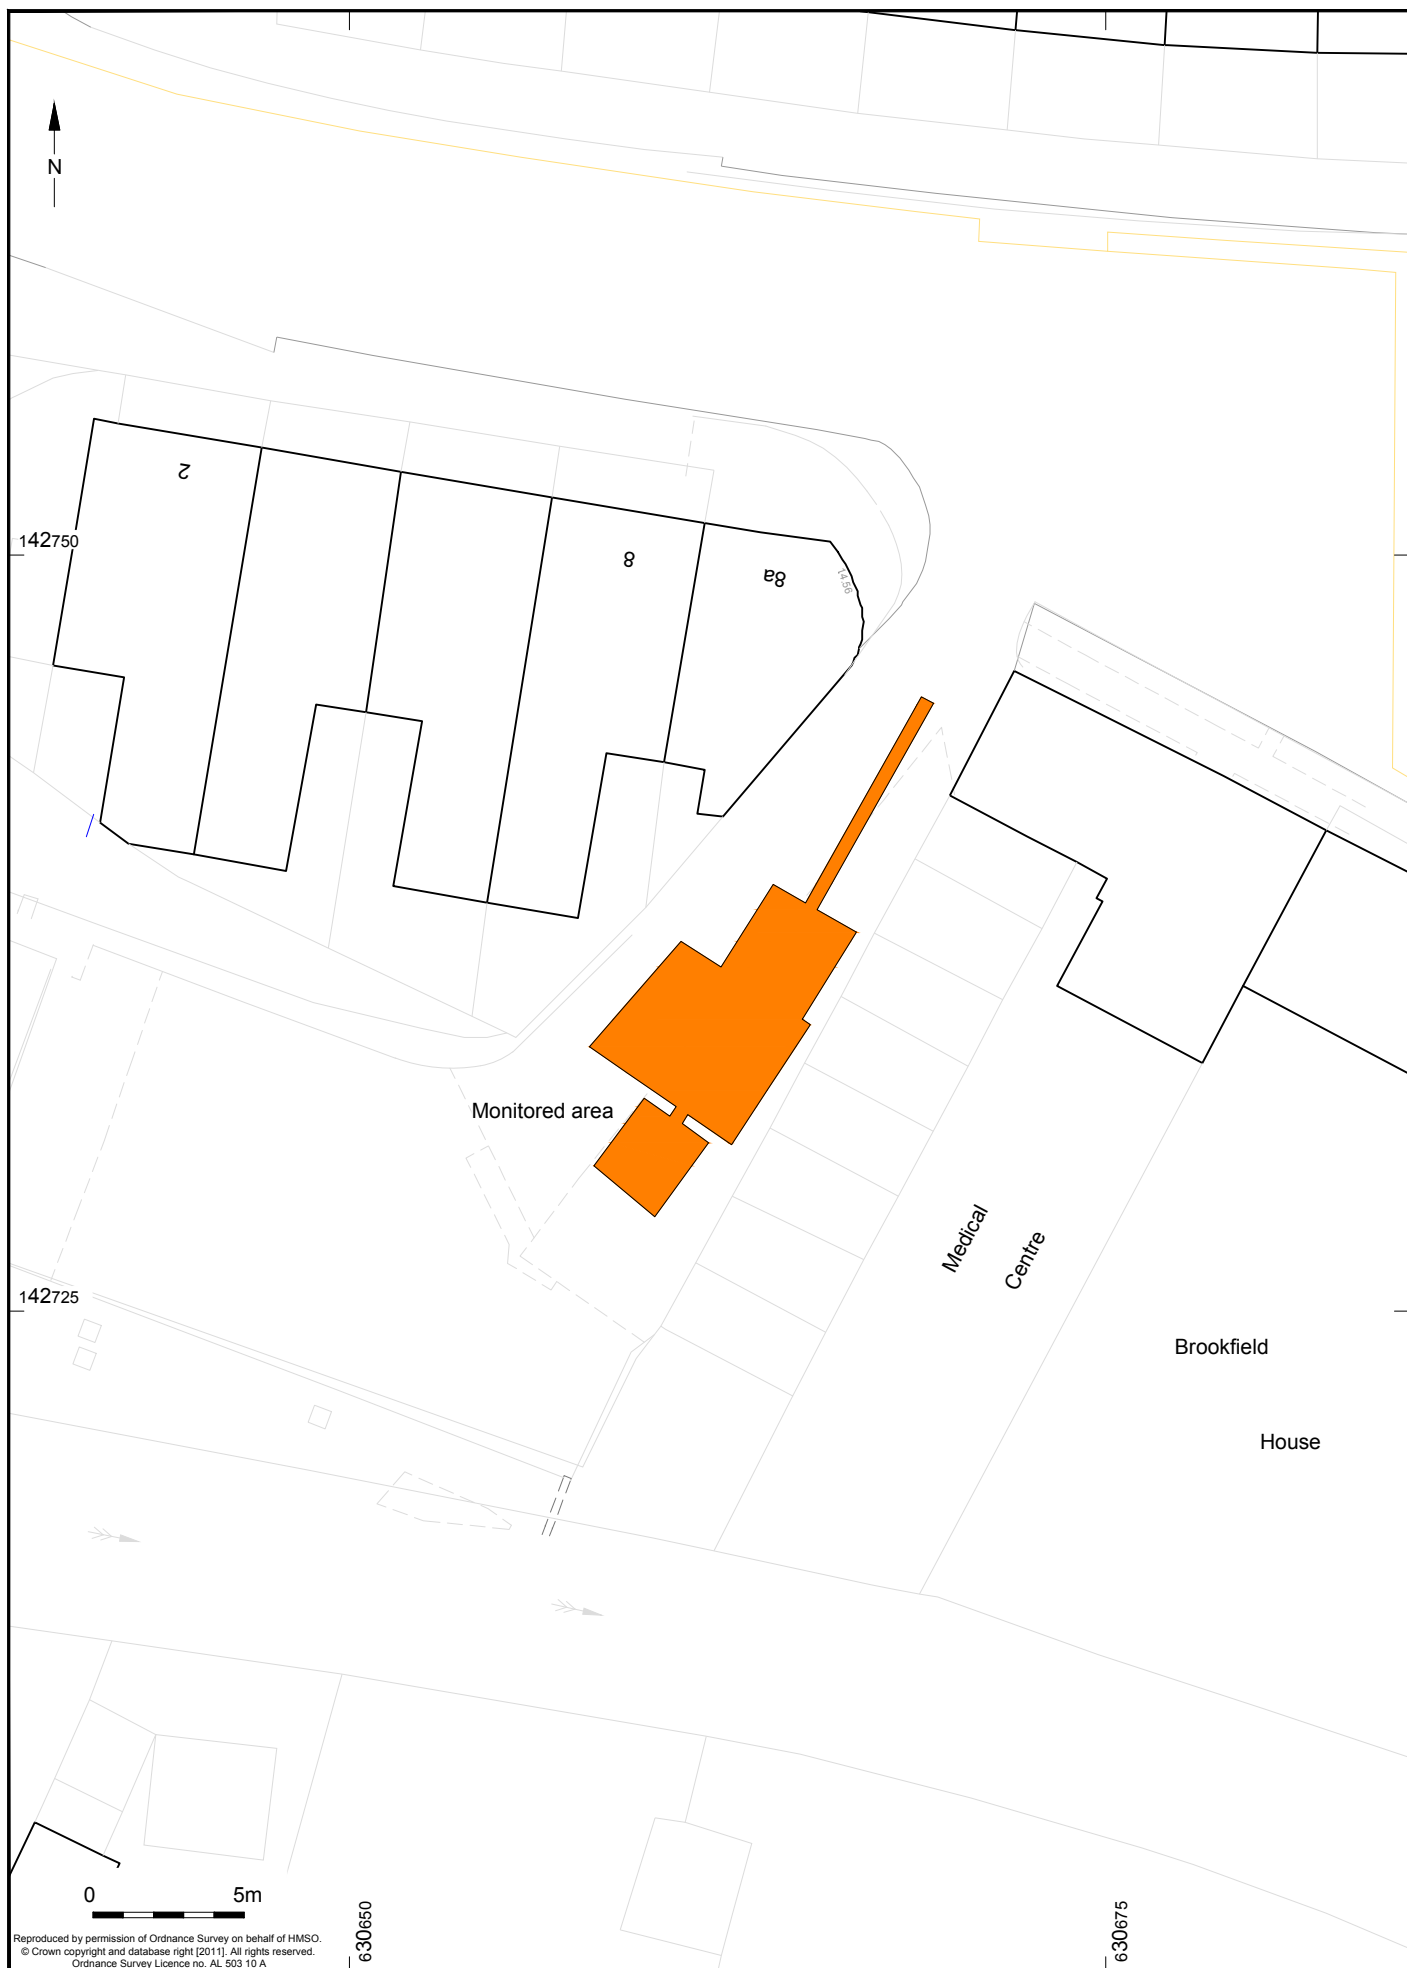 N
2
142750
8
8a
14.56
Monitored area
Medical
Centre
142725
Brookfield
House
0 5m
630650
630675
Reproduced by permission of Ordnance Survey on behalf of HMSO.
© Crown copyright and database right [2011]. All rights reserved.
Ordnance Survey Licence no. AL 503 10 A